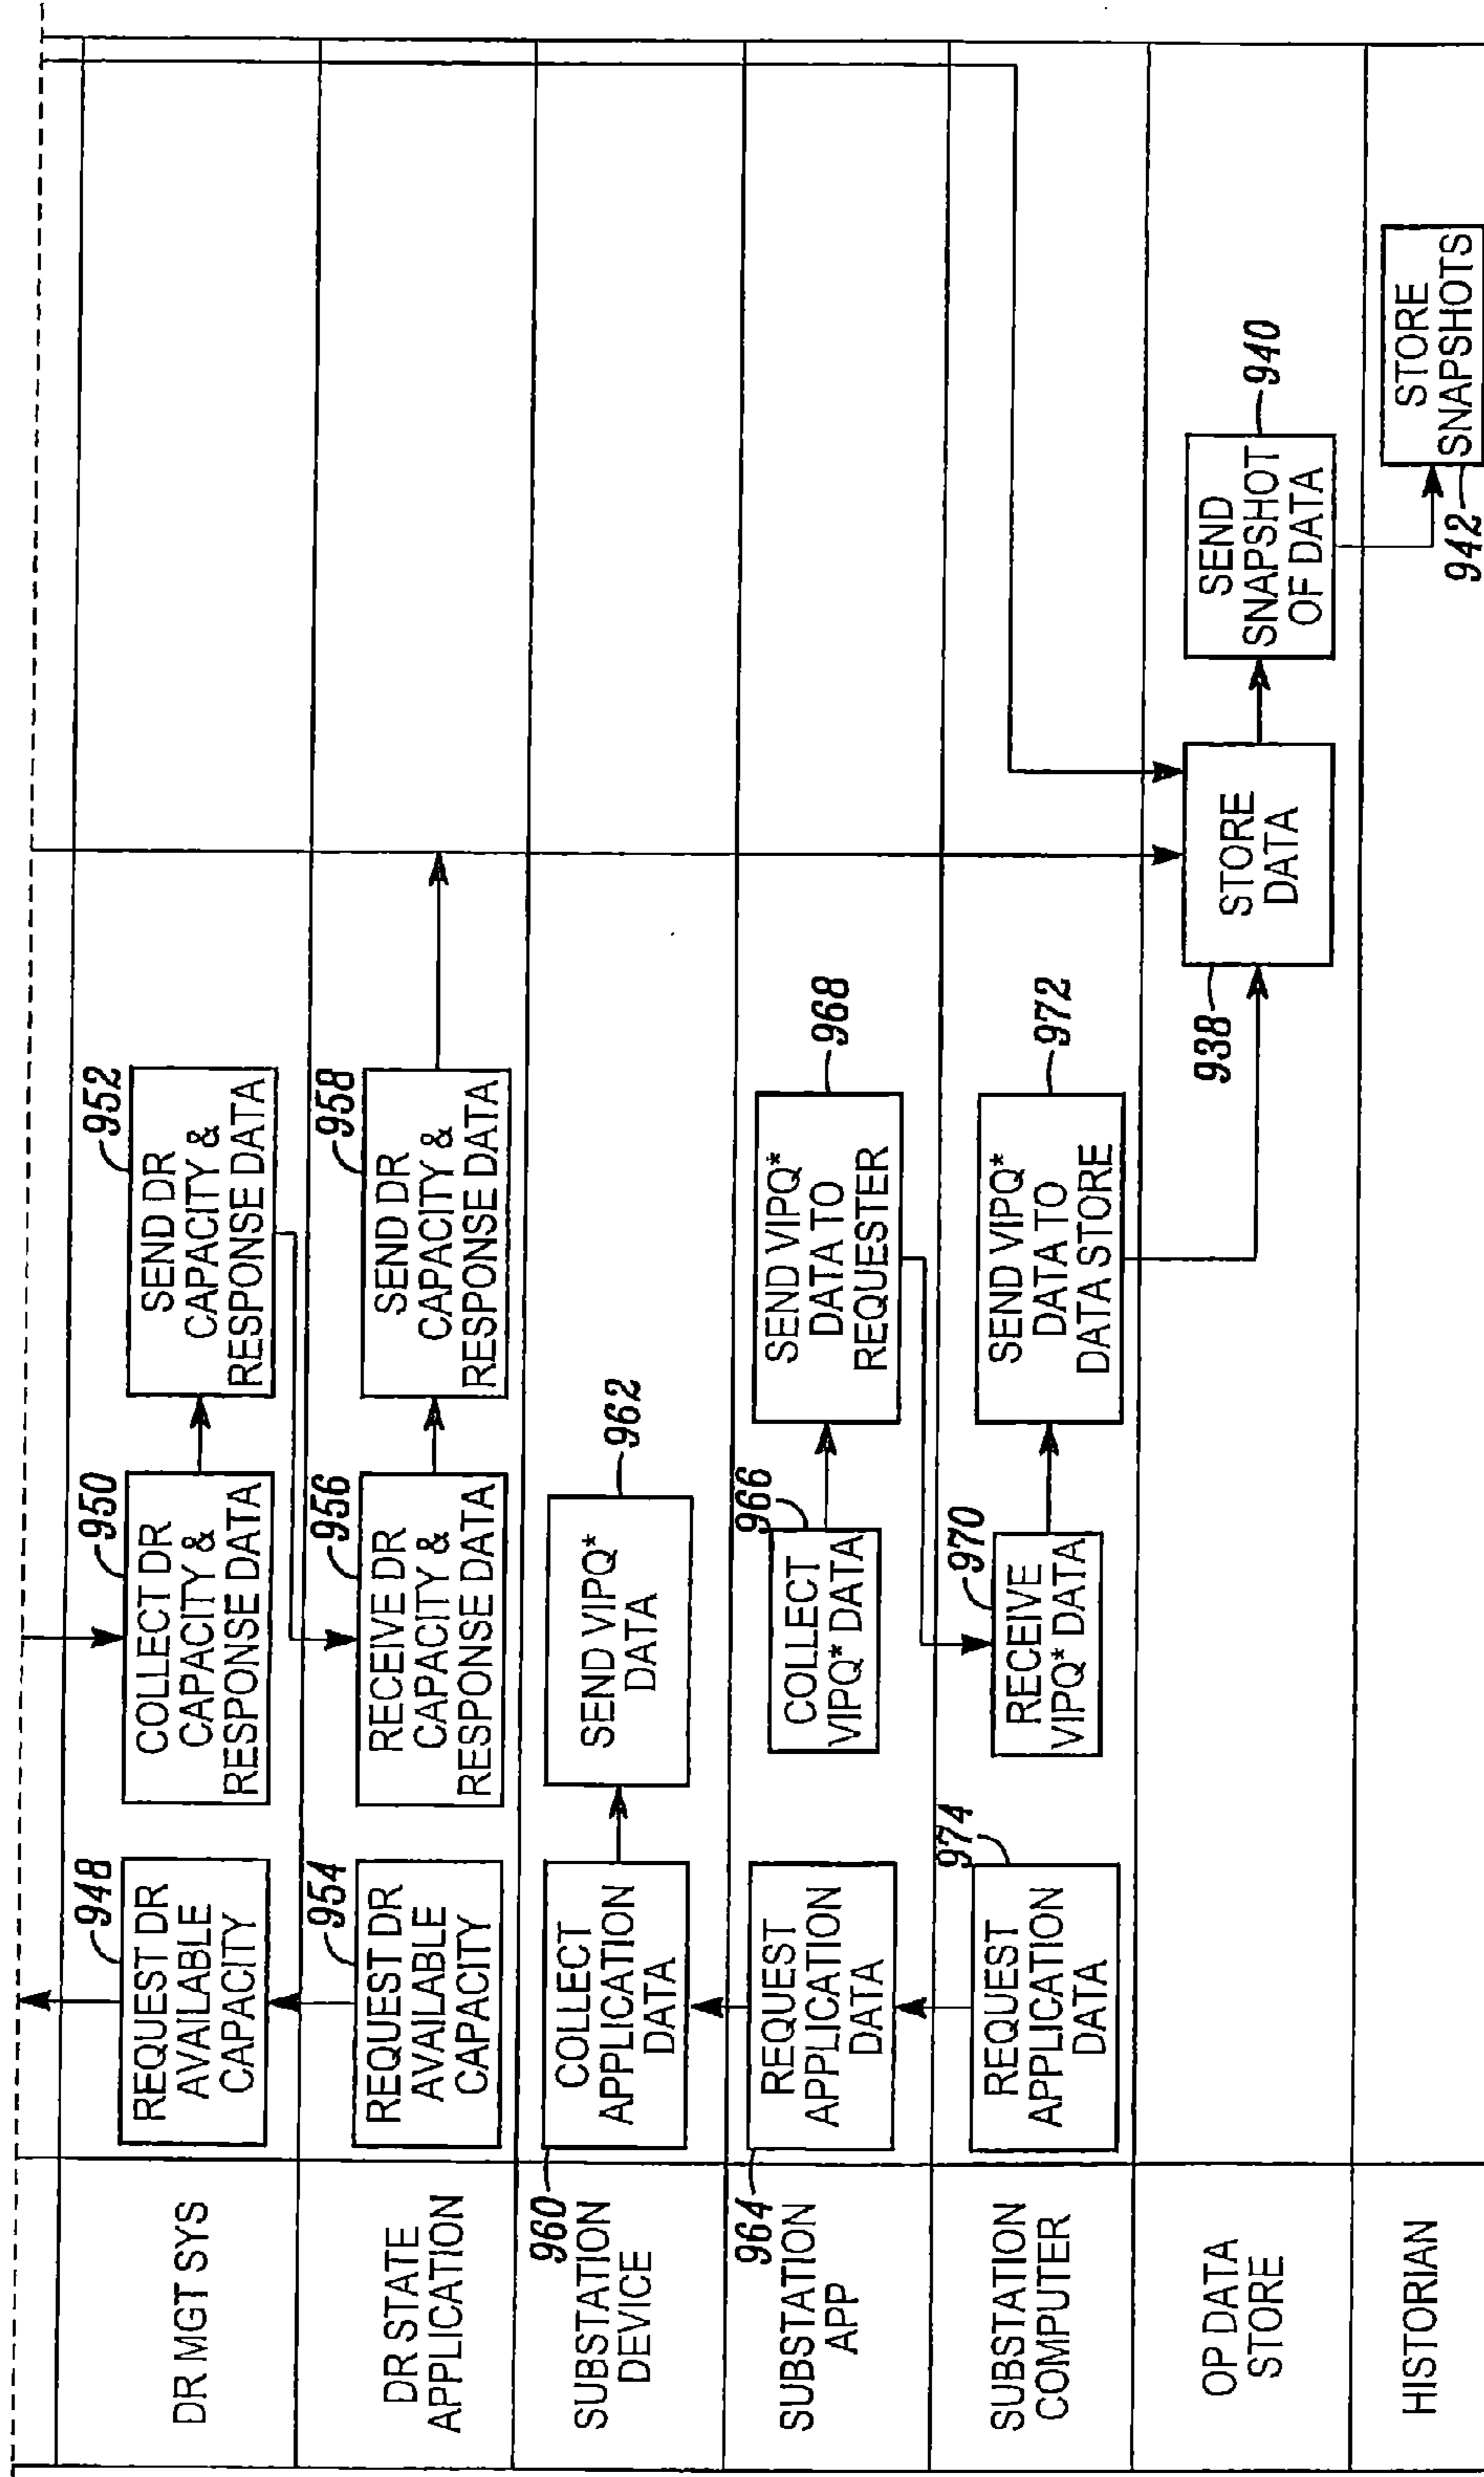 DR MGT SYS
948
REQUEST DR
AVAILABLE
CAPACITY
950
COLLECT DR
CAPACITY &
RESPONSE DATA
952
SEND DR
CAPACITY &
RESPONSE DATA
DR STATE
APPLICATION
954
REQUEST DR
AVAILABLE
CAPACITY
956
RECEIVE DR
CAPACITY &
RESPONSE DATA
958
SEND DR
CAPACITY &
RESPONSE DATA
SUBSTATION
DEVICE
960
COLLECT
APPLICATION
DATA
SEND VIPQ*
DATA
962
SUBSTATION
APP
964
REQUEST
APPLICATION
DATA
966
COLLECT
VIPQ* DATA
SEND VIPQ*
DATA TO
REQUESTER
968
SUBSTATION
COMPUTER
974
REQUEST
APPLICATION
DATA
970
RECEIVE
VIPQ* DATA
SEND VIPQ*
DATA TO
DATA STORE
972
OP DATA
STORE
938
STORE
DATA
SEND
SNAPSHOT
OF DATA
940
HISTORIAN
942
STORE
SNAPSHOTS